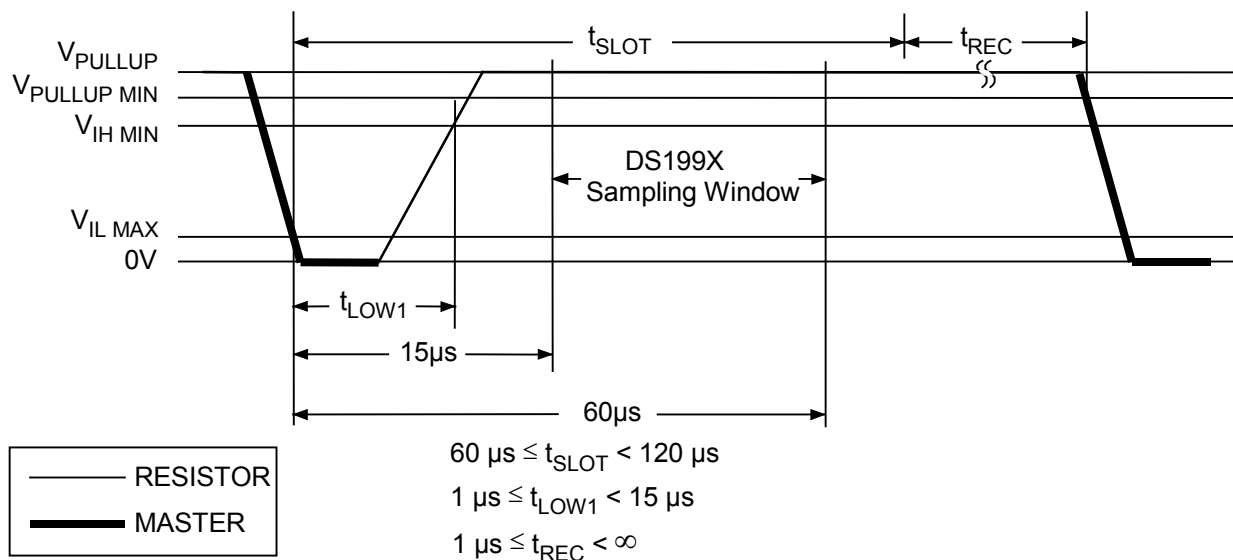 t_SLOT
t_REC
V_PULLUP
V_PULLUP MIN
V_IH MIN
DS199X
Sampling Window
V_IL MAX
0V
t_LOW1
15µs
60µs
60 µs ≤ t_SLOT < 120 µs
1 µs ≤ t_LOW1 < 15 µs
1 µs ≤ t_REC < ∞
RESISTOR
MASTER